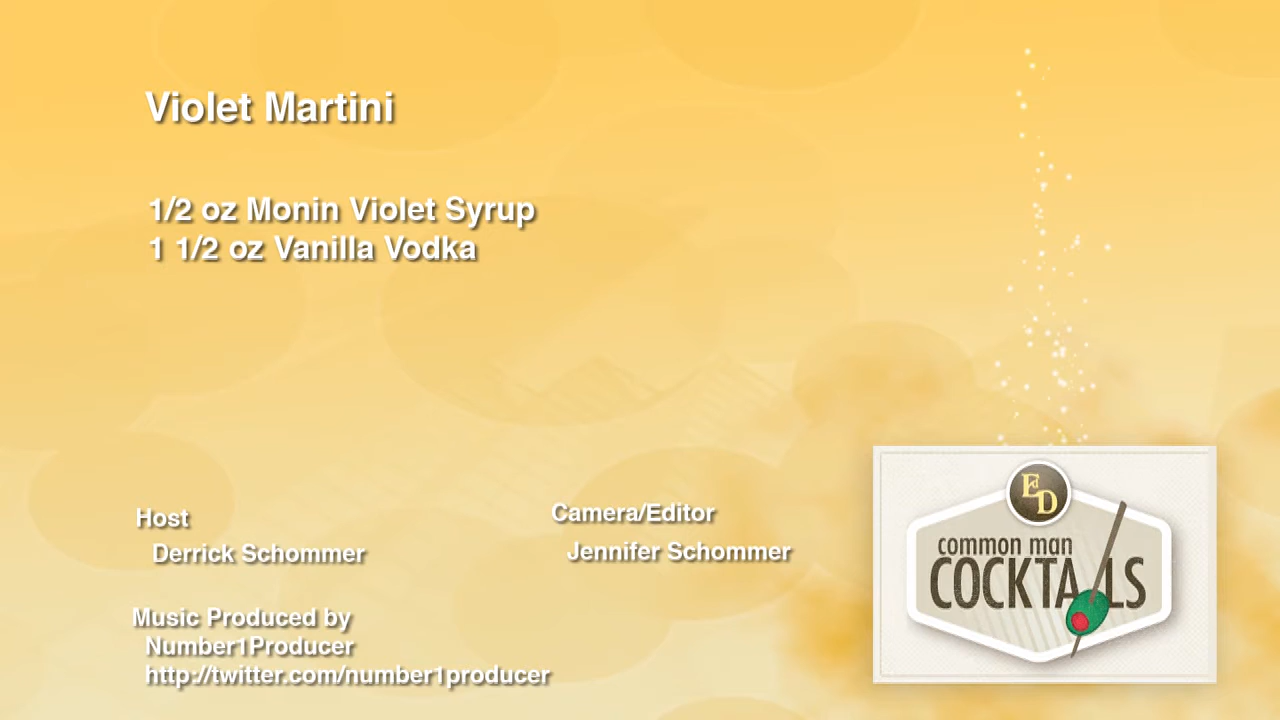 Violet Martini
1/2 oz Monin Violet Syrup
1 1/2 oz Vanilla Vodka
Host
Derrick Schommer
Camera/Editor
Jennifer Schommer
Music Produced by
Number1Producer
http://twitter.com/number1producer
ED
common man
COCKTAILS